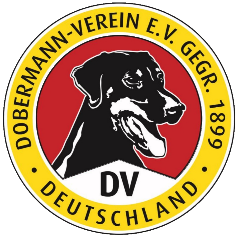 DOBERMANN-VEREIN E.V. GEGR. 1899
DV
· DEUTSCHLAND ·